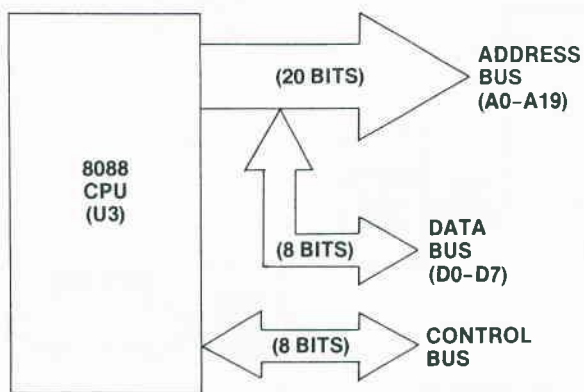 8088
CPU
(U3)
(20 BITS)
ADDRESS
BUS
(A0–A19)
(8 BITS)
DATA
BUS
(D0–D7)
(8 BITS)
CONTROL
BUS